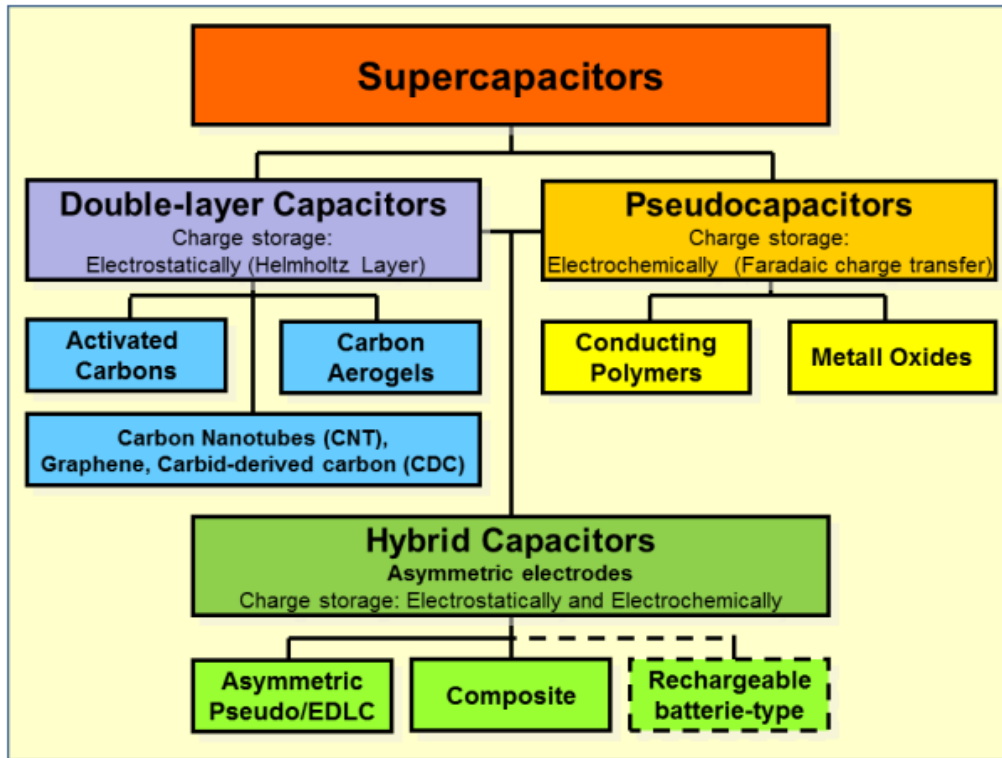 Supercapacitors
Double-layer Capacitors
Charge storage:
Electrostatically (Helmholtz Layer)
Pseudocapacitors
Charge storage:
Electrochemically (Faradaic charge transfer)
Activated
Carbons
Carbon
Aerogels
Conducting
Polymers
Metall Oxides
Carbon Nanotubes (CNT),
Graphene, Carbid-derived carbon (CDC)
Hybrid Capacitors
Asymmetric electrodes
Charge storage: Electrostatically and Electrochemically
Asymmetric
Pseudo/EDLC
Composite
Rechargeable
batterie-type